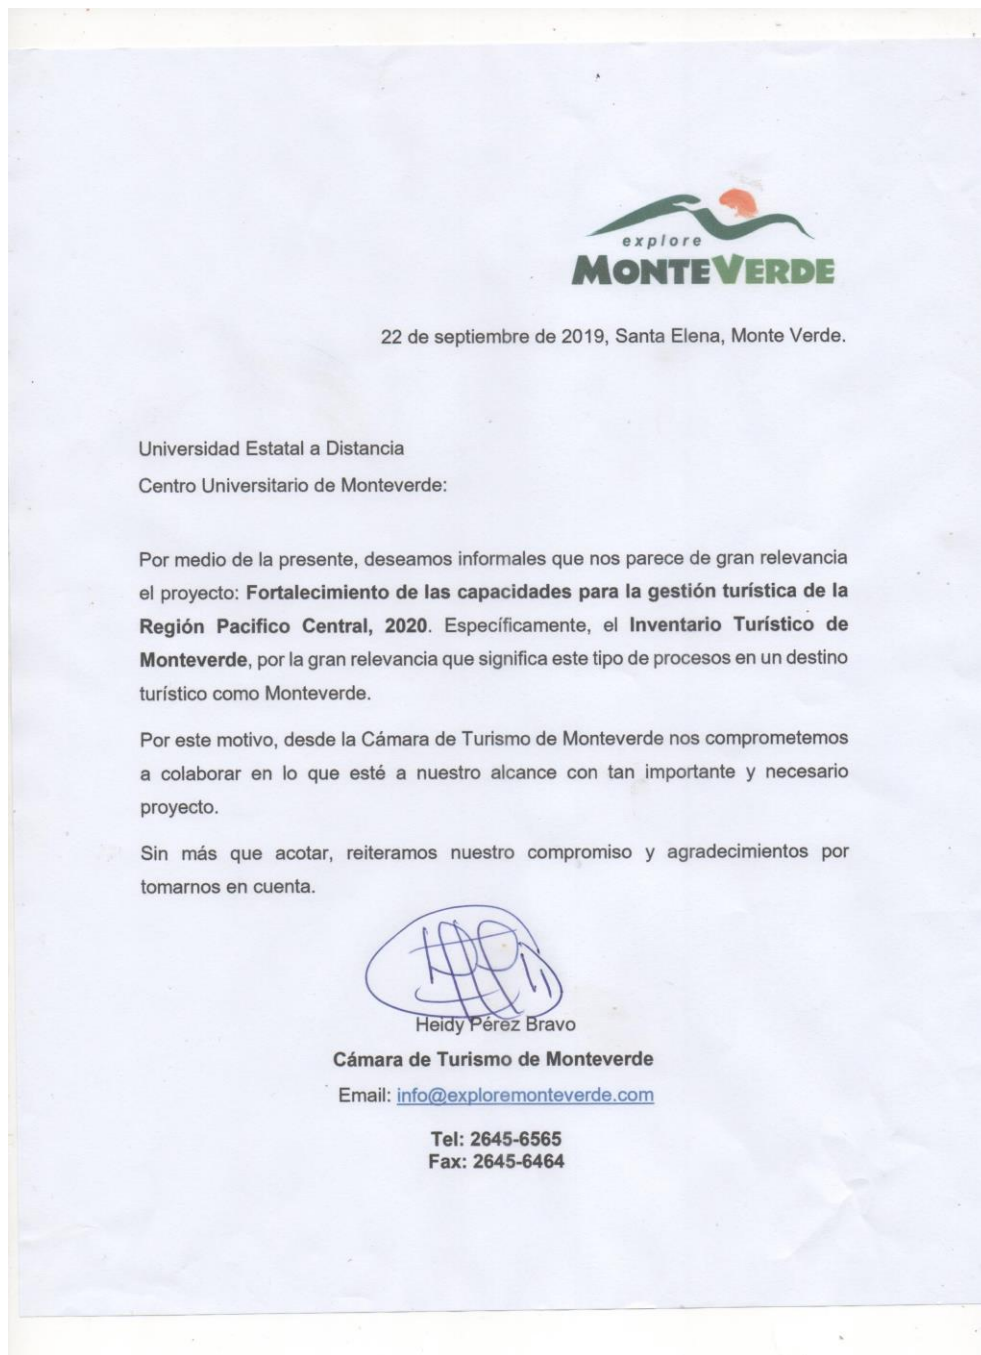 explore
MONTEVERDE
22 de septiembre de 2019, Santa Elena, Monte Verde.
Universidad Estatal a Distancia
Centro Universitario de Monteverde:
Por medio de la presente, deseamos informales que nos parece de gran relevancia
el proyecto: Fortalecimiento de las capacidades para la gestión turística de la
Región Pacifico Central, 2020. Específicamente, el Inventario Turístico de
Monteverde, por la gran relevancia que significa este tipo de procesos en un destino
turístico como Monteverde.
Por este motivo, desde la Cámara de Turismo de Monteverde nos comprometemos
a colaborar en lo que esté a nuestro alcance con tan importante y necesario
proyecto.
Sin más que acotar, reiteramos nuestro compromiso y agradecimientos por
tomarnos en cuenta.
Heidy Pérez Bravo
Cámara de Turismo de Monteverde
Email: info@exploremonteverde.com
Tel: 2645-6565
Fax: 2645-6464